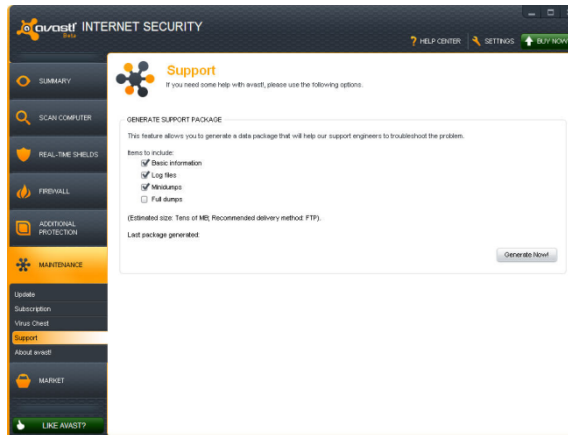 avast! INTERNET SECURITY
Beta
HELP CENTER
SETTINGS
BUY NOW
SUMMARY
SCAN COMPUTER
REAL-TIME SHIELDS
FIREWALL
ADDITIONAL
PROTECTION
MAINTENANCE
Update
Subscription
Virus Chest
Support
About avast!
MARKET
LIKE AVAST?
Support
If you need some help with avast!, please use the following options.
GENERATE SUPPORT PACKAGE
This feature allows you to generate a data package that will help our support engineers to troubleshoot the problem.
Items to include:
Basic information
Log files
Minidumps
Full dumps
(Estimated size: Tens of MB; Recommended delivery method: FTP).
Last package generated:
Generate Now!